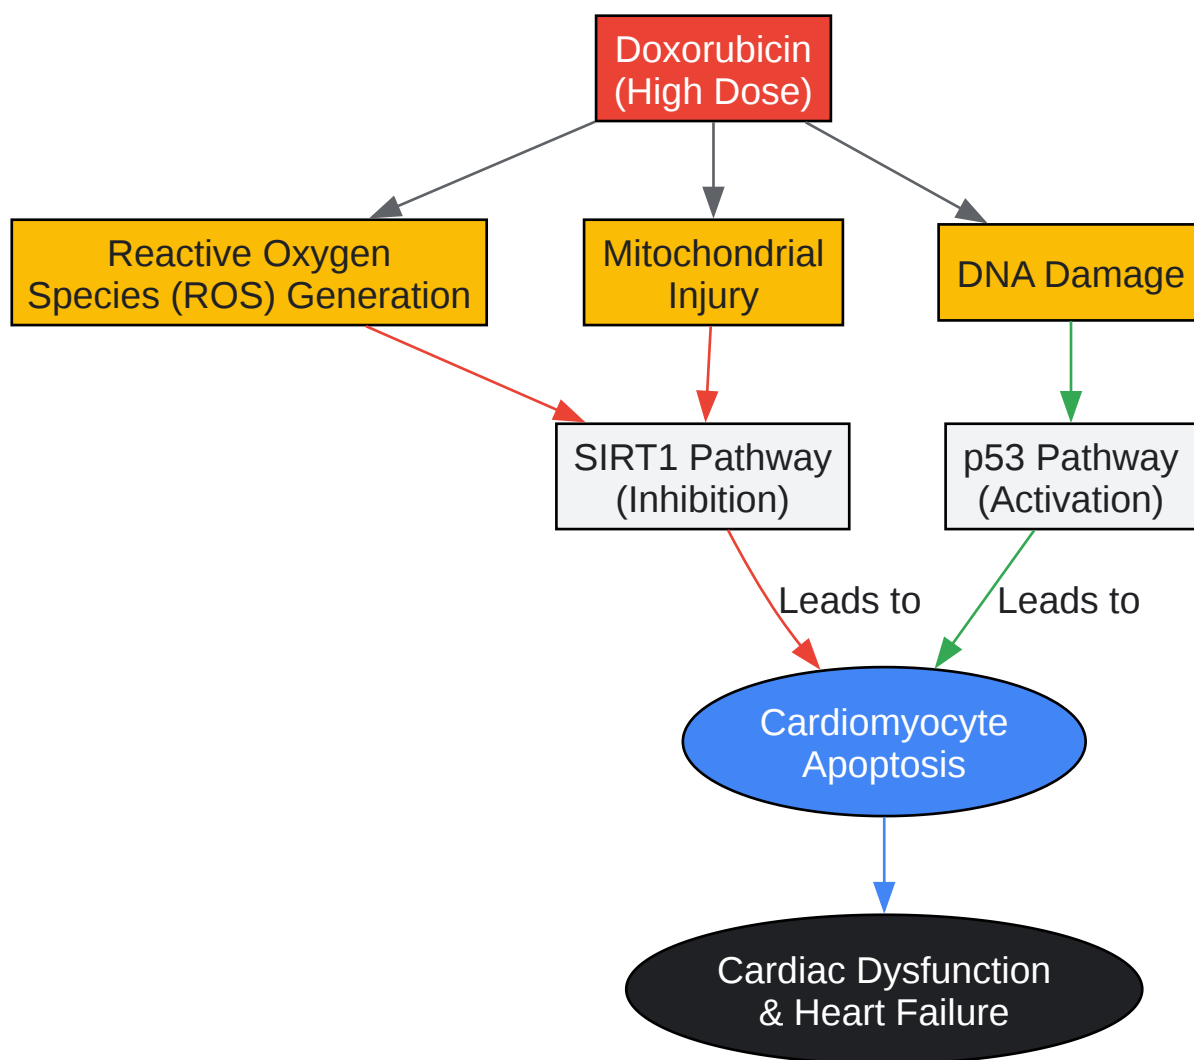 Doxorubicin
(High Dose)
Reactive Oxygen
Species (ROS) Generation
Mitochondrial
Injury
DNA Damage
SIRT1 Pathway
(Inhibition)
p53 Pathway
(Activation)
Leads to
Leads to
Cardiomyocyte
Apoptosis
Cardiac Dysfunction
& Heart Failure